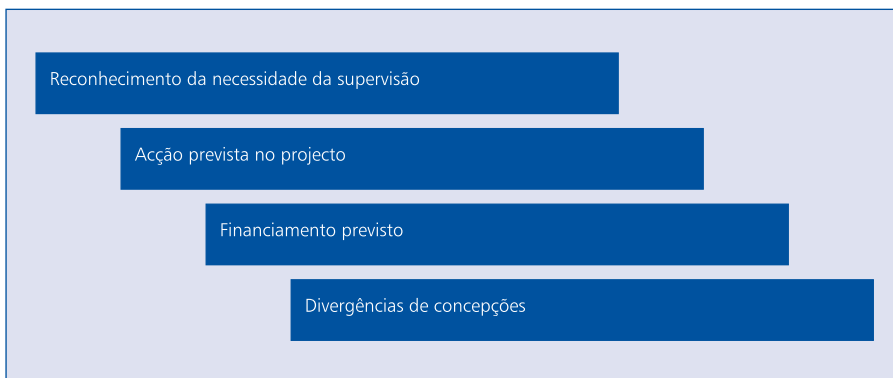 Reconhecimento da necessidade da supervisão
Acção prevista no projecto
Financiamento previsto
Divergências de concepções